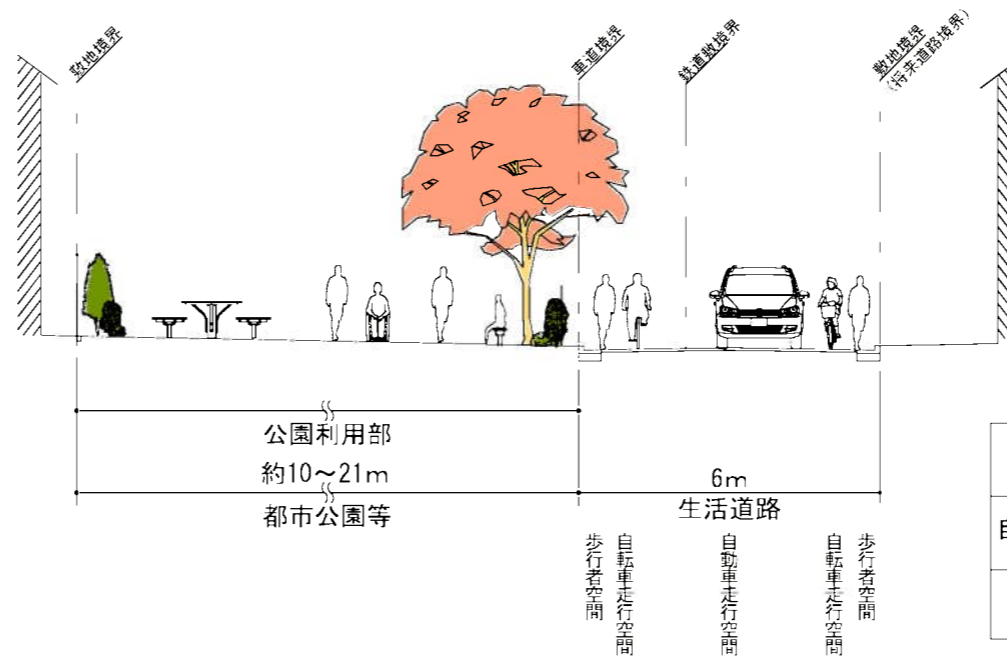 敷地境界
車道境界
鉄道敷境界
敷地境界
(将来道路境界)
公園利用部
約10～21m
6m
都市公園等
生活道路
歩行者空間
自転車走行空間
自動車走行空間
自転車走行空間
歩行者空間